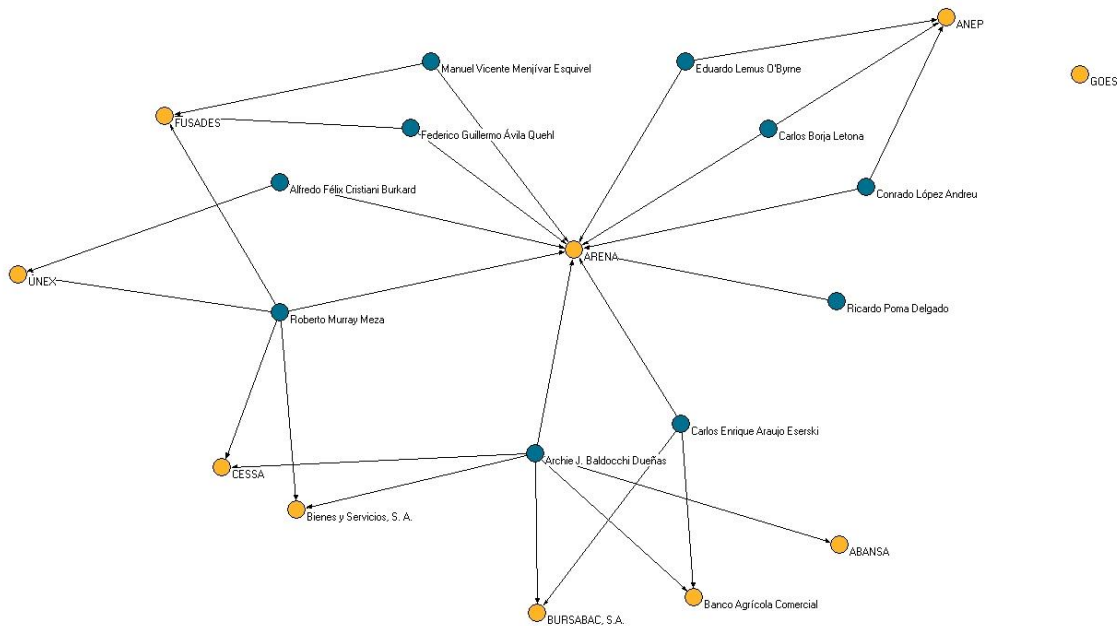 ANEP
Manuel Vicente Menjívar Esquivel
Eduardo Lemus O'Byrne
GOES
FUSADES
Federico Guillermo Ávila Quehl
Carlos Borja Letona
Alfredo Félix Cristiani Burkard
Conrado López Andreu
ARENA
UNEX
Ricardo Poma Delgado
Roberto Murray Meza
Carlos Enrique Araujo Eserski
Archie J. Baldocchi Dueñas
CESSA
Bienes y Servicios, S. A.
ABANSA
Banco Agrícola Comercial
BURSABAC, S.A.